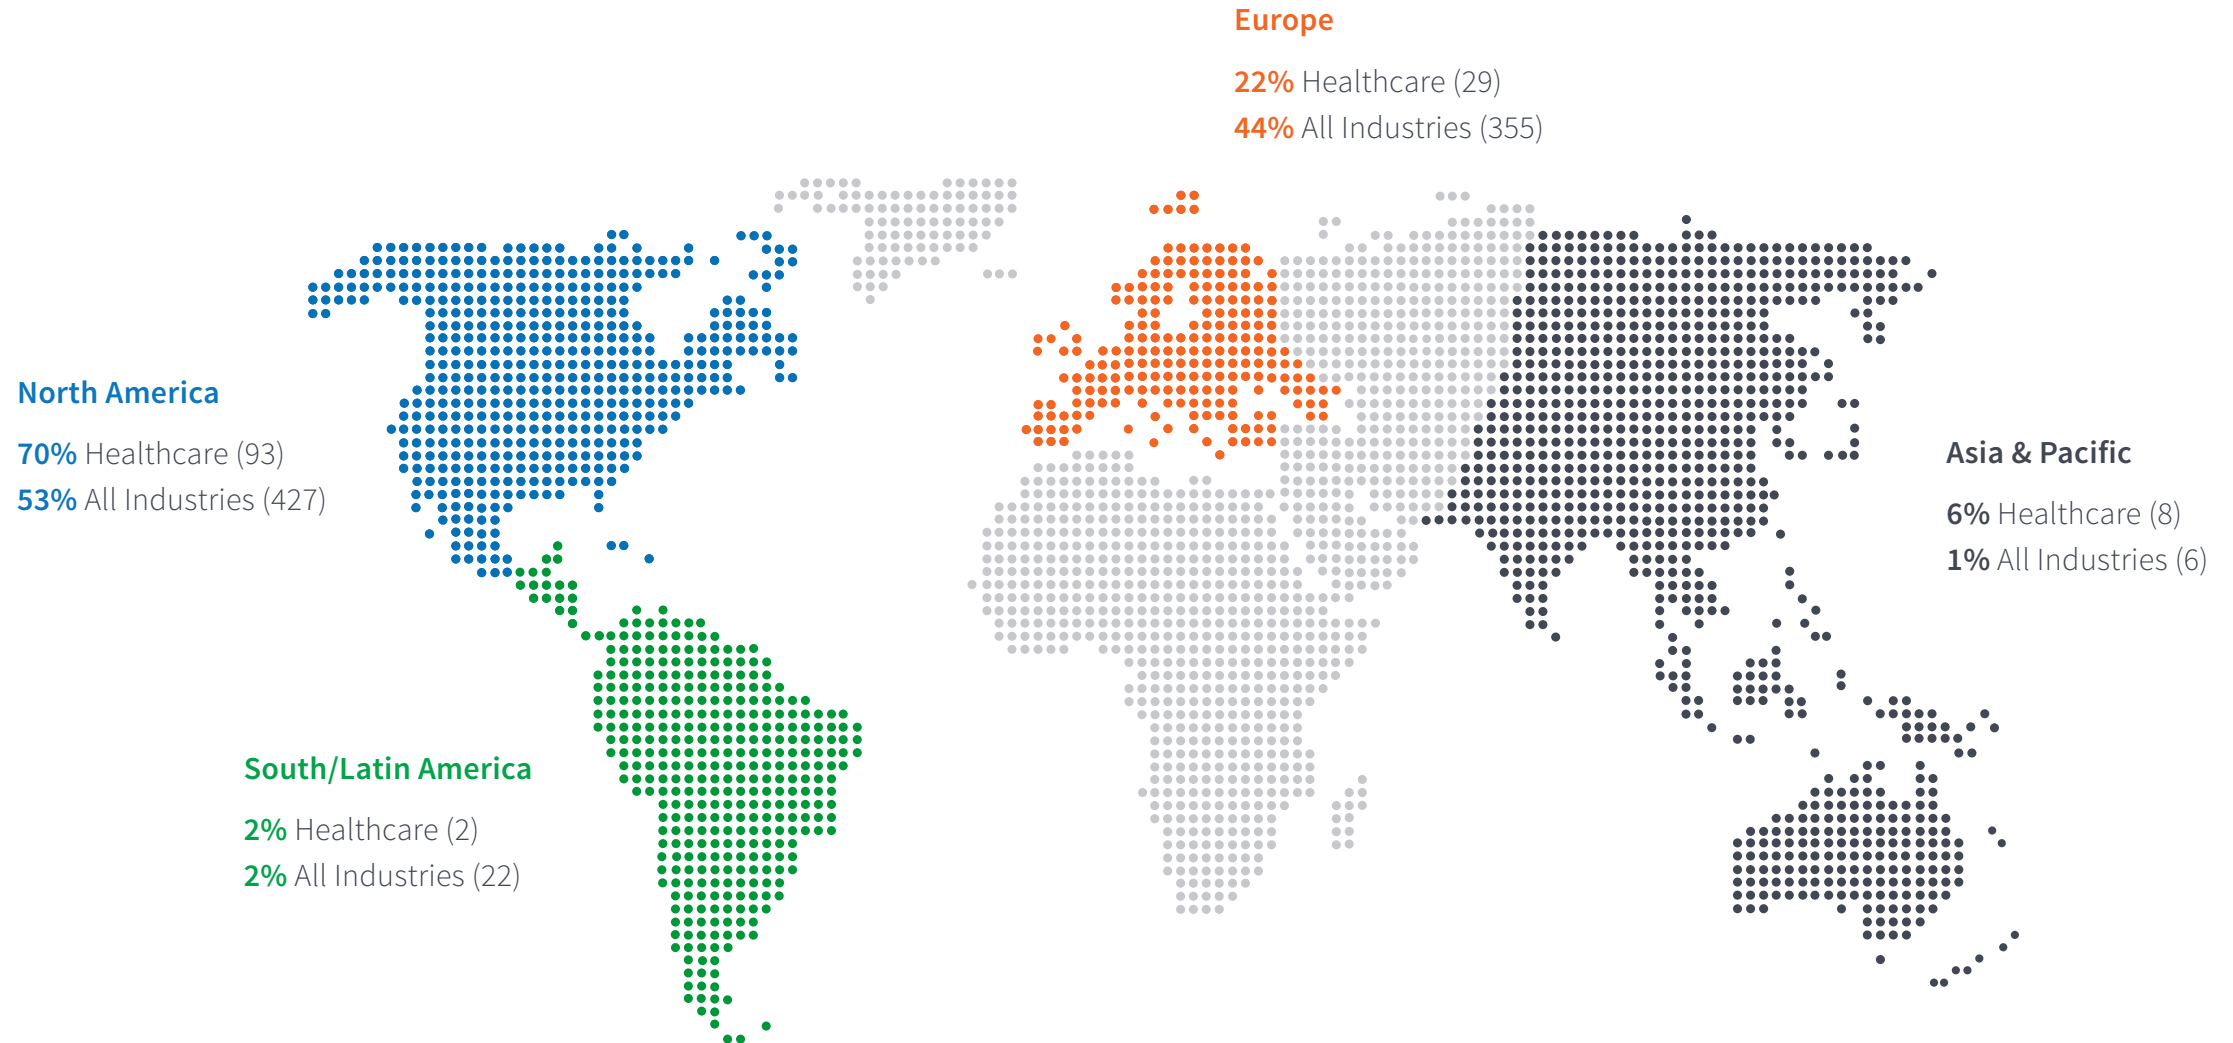 Europe
22% Healthcare (29)
44% All Industries (355)
North America
70% Healthcare (93)
53% All Industries (427)
Asia & Pacific
6% Healthcare (8)
1% All Industries (6)
South/Latin America
2% Healthcare (2)
2% All Industries (22)